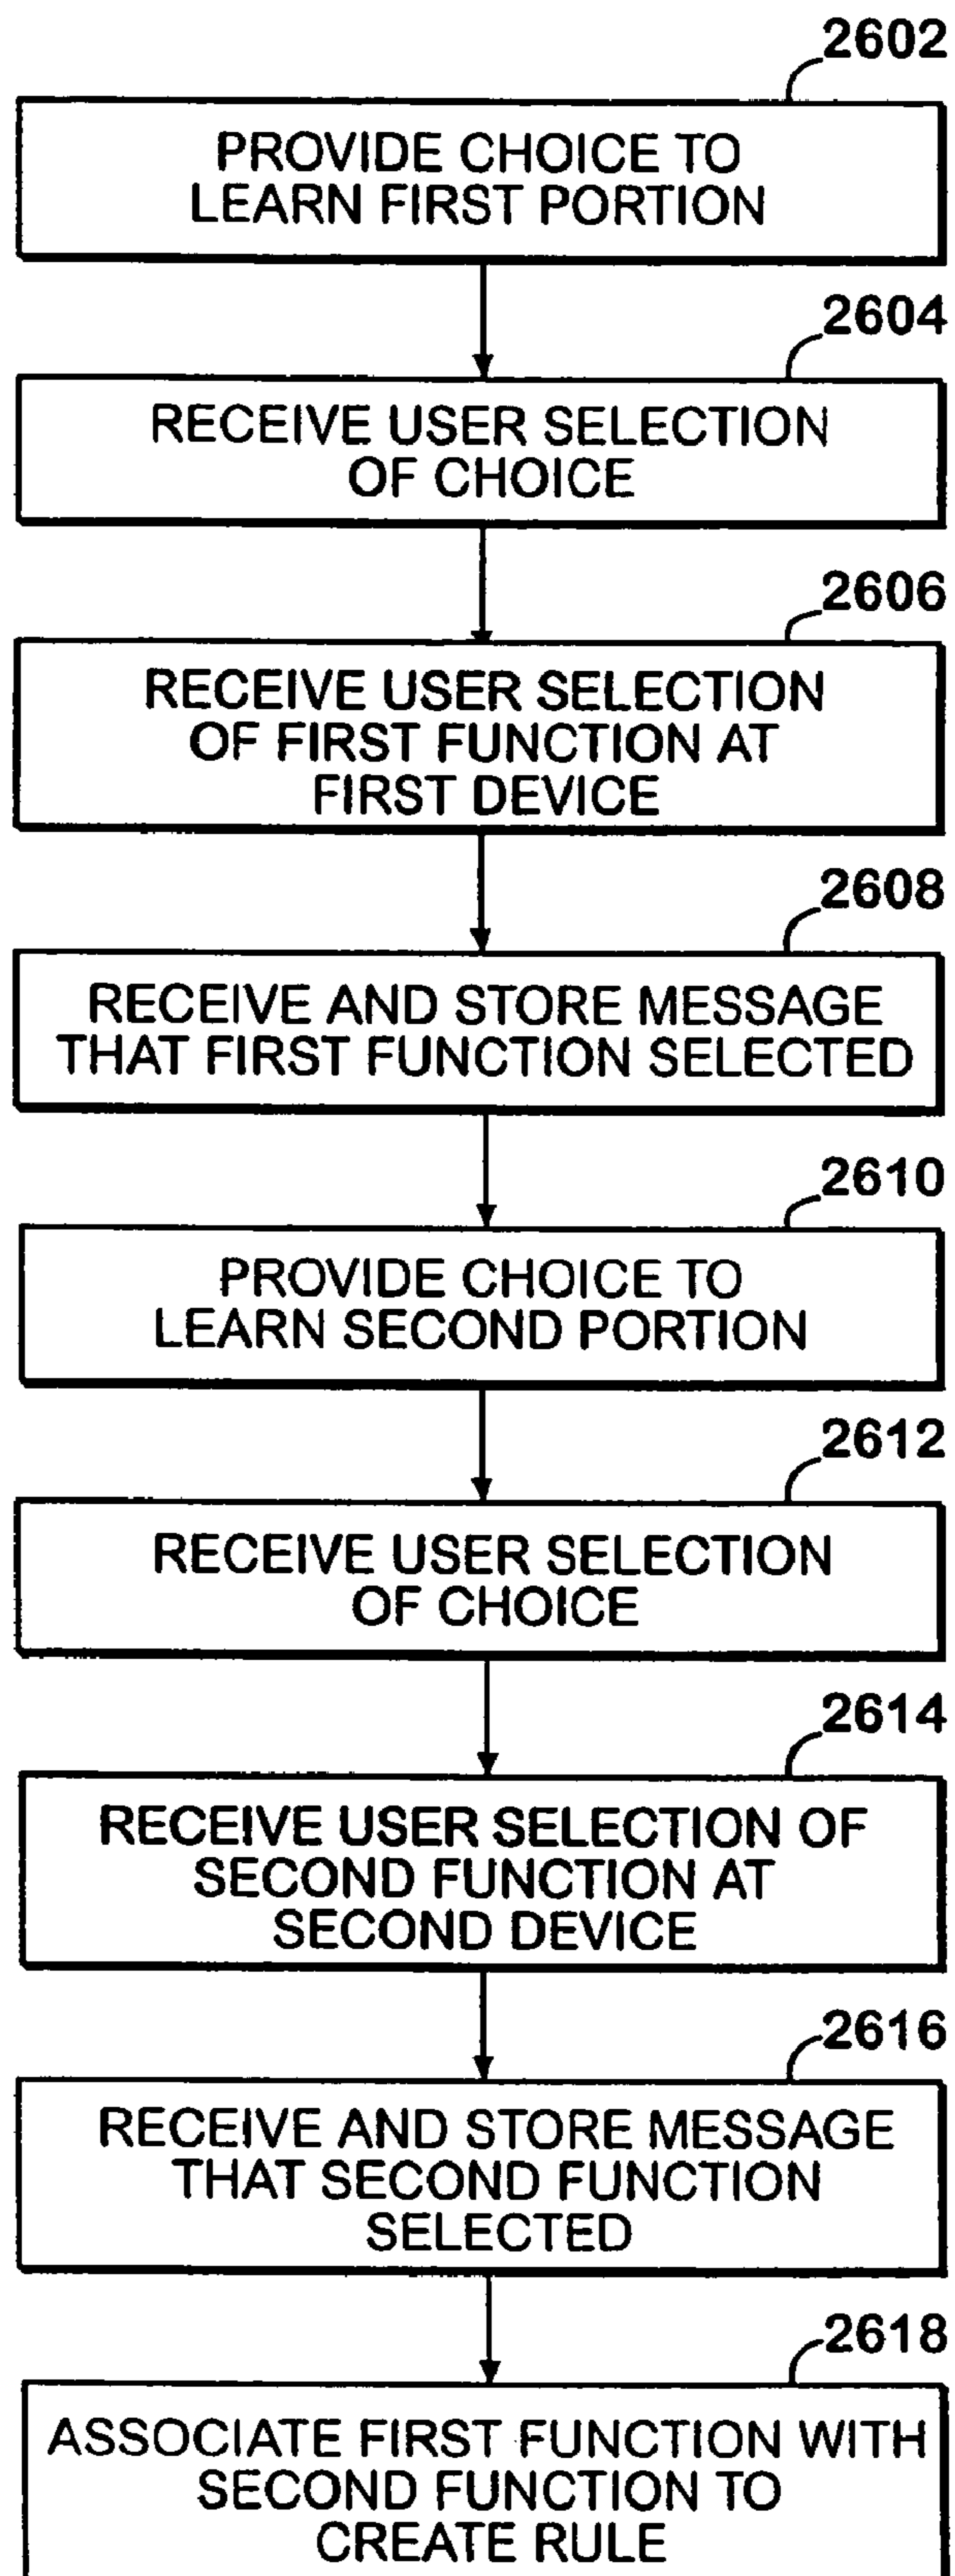 2602
PROVIDE CHOICE TO
LEARN FIRST PORTION
2604
RECEIVE USER SELECTION
OF CHOICE
2606
RECEIVE USER SELECTION
OF FIRST FUNCTION AT
FIRST DEVICE
2608
RECEIVE AND STORE MESSAGE
THAT FIRST FUNCTION SELECTED
2610
PROVIDE CHOICE TO
LEARN SECOND PORTION
2612
RECEIVE USER SELECTION
OF CHOICE
2614
RECEIVE USER SELECTION OF
SECOND FUNCTION AT
SECOND DEVICE
2616
RECEIVE AND STORE MESSAGE
THAT SECOND FUNCTION
SELECTED
2618
ASSOCIATE FIRST FUNCTION WITH
SECOND FUNCTION TO
CREATE RULE